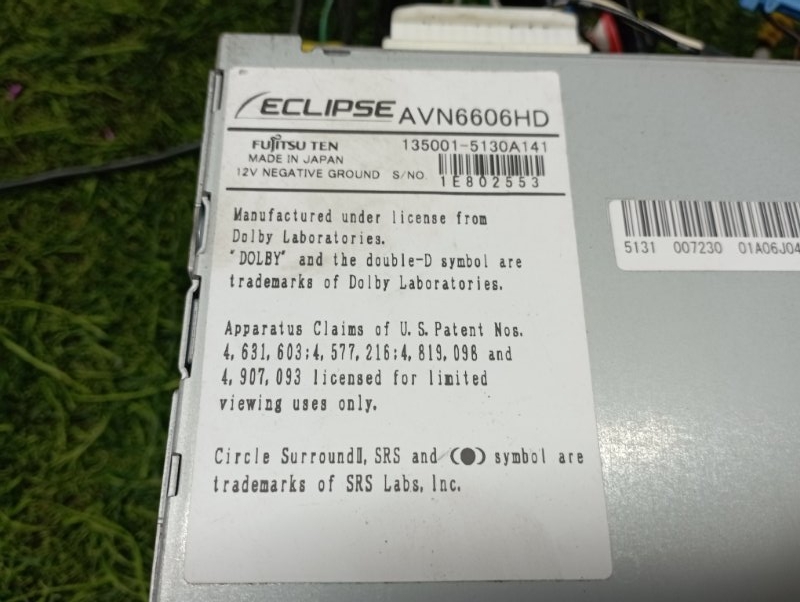 ECLIPSE AVN6606HD
FUJITSU TEN 135001-5130A141
MADE IN JAPAN
12V NEGATIVE GROUND S/NO. 1E802553
Manufactured under license from
Dolby Laboratories.
"DOLBY" and the double-D symbol are
trademarks of Dolby Laboratories.
Apparatus Claims of U.S. Patent Nos.
4,631,603;4,577,216;4,819,098 and
4,907,093 licensed for limited
viewing uses only.
Circle SurroundⅡ, SRS and (●) symbol are
trademarks of SRS Labs, Inc.
5131 007230 01A06J04